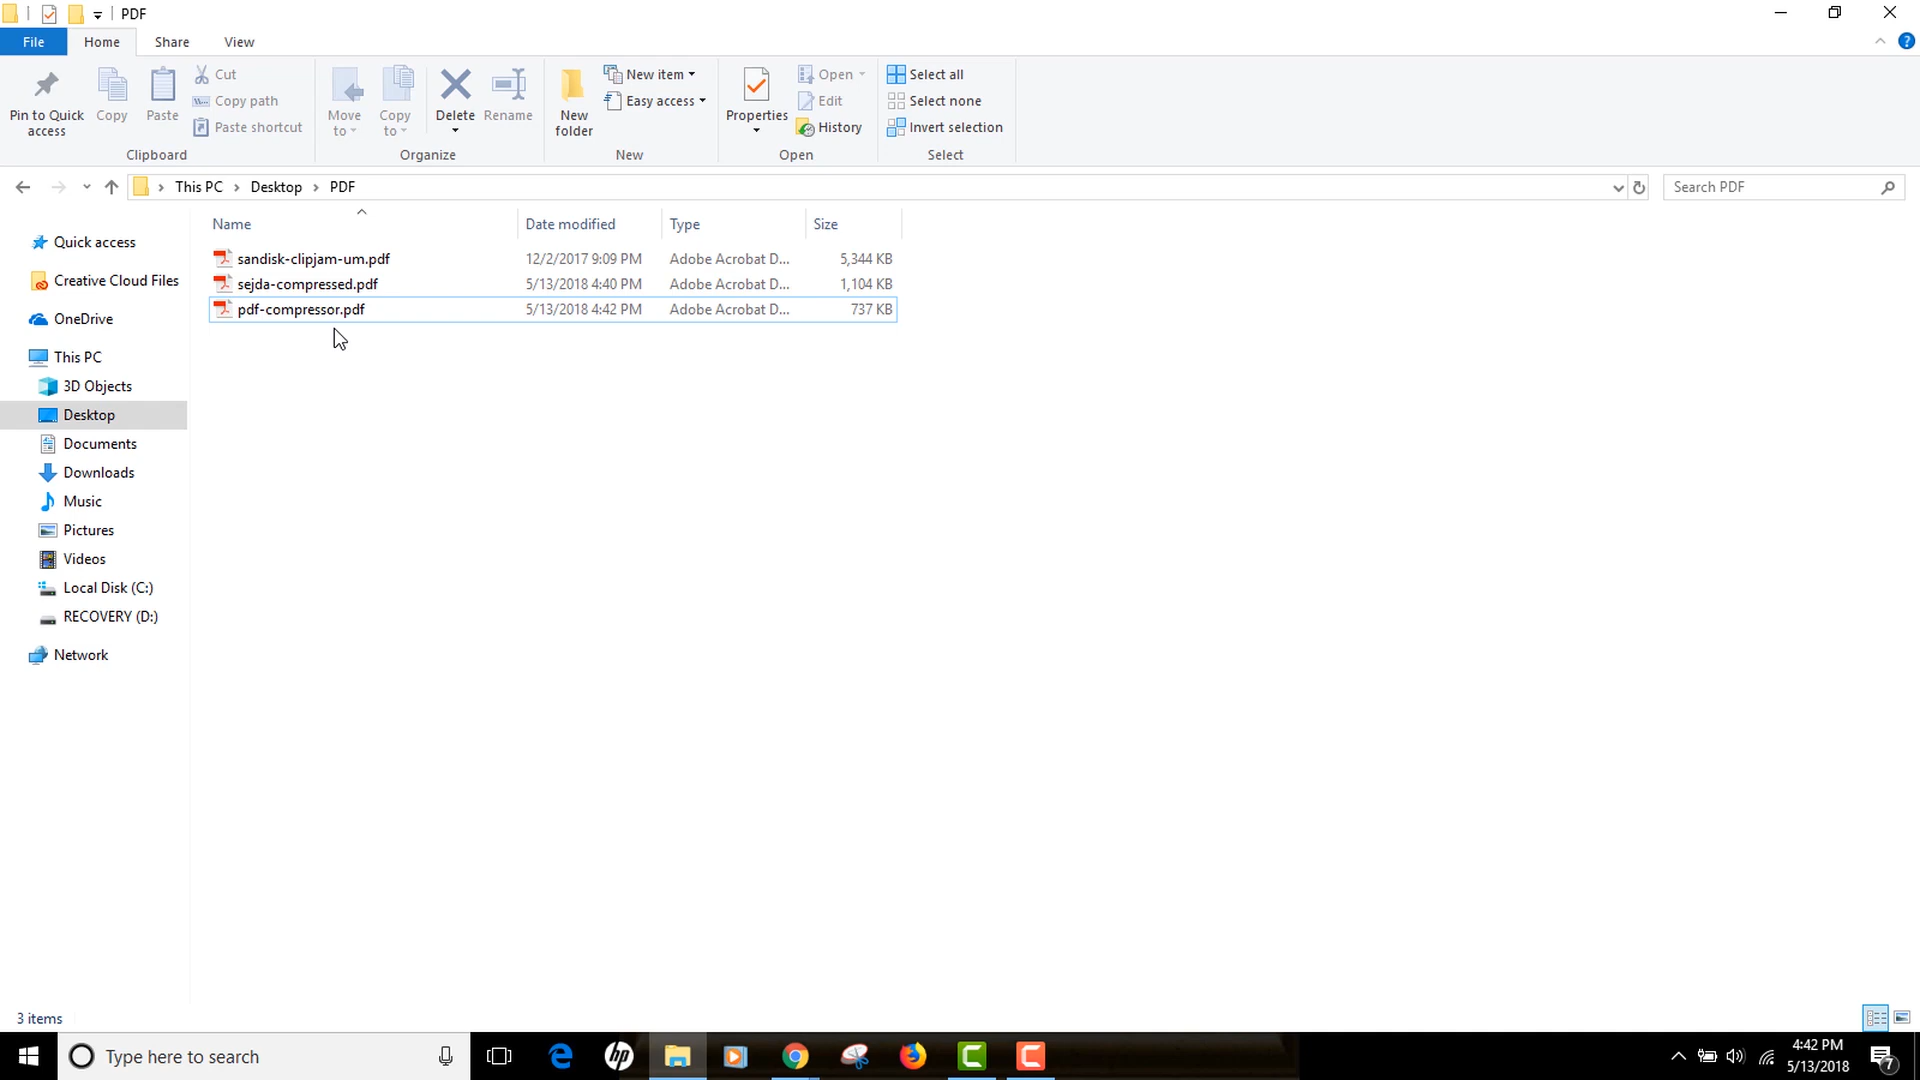 PDF
File Home Share View
Pin to Quick access
Copy
Paste
Cut
Copy path
Paste shortcut
Clipboard
Move to
Copy to
Delete
Rename
Organize
New folder
New item
Easy access
New
Properties
Open
Edit
History
Open
Select all
Select none
Invert selection
Select
This PC > Desktop > PDF
Search PDF
Name Date modified Type Size
sandisk-clipjam-um.pdf 12/2/2017 9:09 PM Adobe Acrobat D... 5,344 KB
sejda-compressed.pdf 5/13/2018 4:40 PM Adobe Acrobat D... 1,104 KB
pdf-compressor.pdf 5/13/2018 4:42 PM Adobe Acrobat D... 737 KB
Quick access
Creative Cloud Files
OneDrive
This PC
3D Objects
Desktop
Documents
Downloads
Music
Pictures
Videos
Local Disk (C:)
RECOVERY (D:)
Network
3 items
Type here to search
hp
4:42 PM
5/13/2018
7